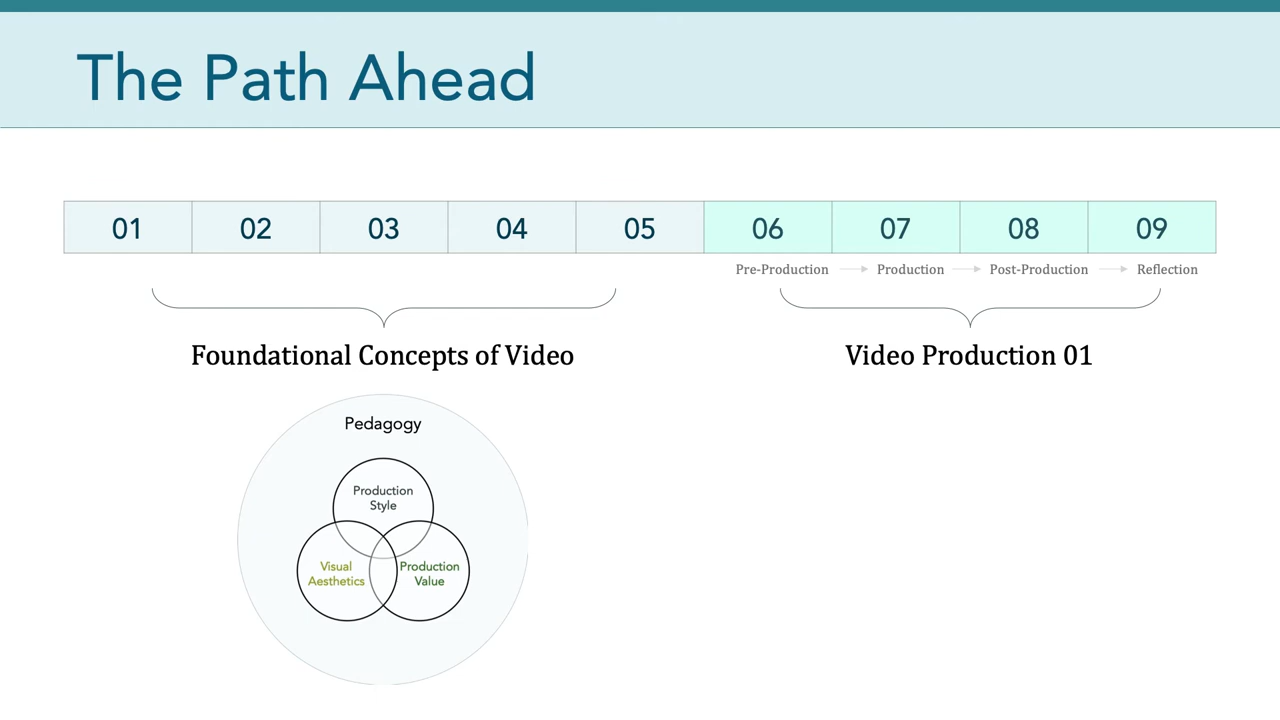 The Path Ahead
01 02 03 04 05 06 07 08 09
Pre-Production Production Post-Production Reflection
Foundational Concepts of Video
Video Production 01
Pedagogy
Production
Style
Visual
Aesthetics
Production
Value